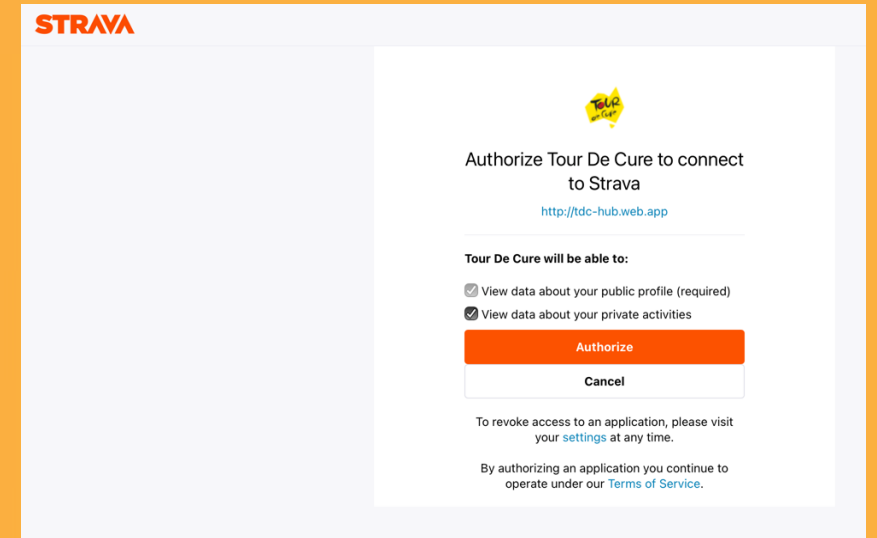 STRAVA
TOUR
de Cure
Authorize Tour De Cure to connect
to Strava
http://tdc-hub.web.app
Tour De Cure will be able to:
View data about your public profile (required)
View data about your private activities
Authorize
Cancel
To revoke access to an application, please visit
your settings at any time.
By authorizing an application you continue to
operate under our Terms of Service.